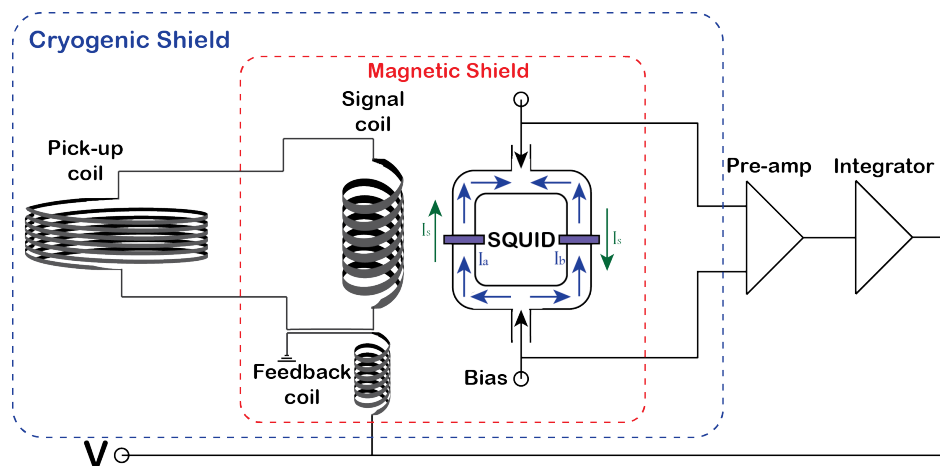 Cryogenic Shield
Magnetic Shield
Signal
coil
Pick-up
coil
Pre-amp
Integrator
Is
SQUID
Is
Ia
Ib
Feedback
coil
Bias
V